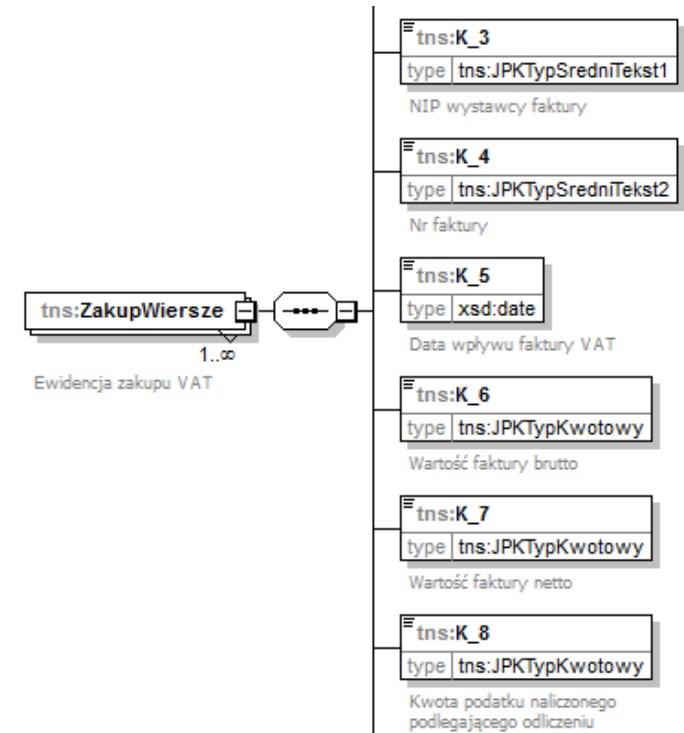 tns:K_3
type tns:JPKTypSredniTekst1
NIP wystawcy faktury
tns:K_4
type tns:JPKTypSredniTekst2
Nr faktury
tns:K_5
type xsd:date
Data wpływu faktury VAT
tns:ZakupWiersze
1..∞
Ewidencja zakupu VAT
tns:K_6
type tns:JPKTypKwotowy
Wartość faktury brutto
tns:K_7
type tns:JPKTypKwotowy
Wartość faktury netto
tns:K_8
type tns:JPKTypKwotowy
Kwota podatku naliczonego
podlegającego odliczeniu